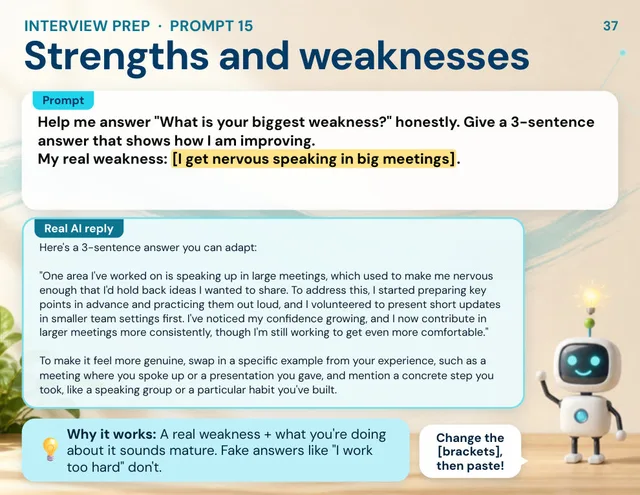 INTERVIEW PREP · PROMPT 15
37
Strengths and weaknesses
Prompt
Help me answer "What is your biggest weakness?" honestly. Give a 3-sentence
answer that shows how I am improving.
My real weakness: [I get nervous speaking in big meetings].
Real AI reply
Here's a 3-sentence answer you can adapt:
"One area I've worked on is speaking up in large meetings, which used to make me nervous
enough that I'd hold back ideas I wanted to share. To address this, I started preparing key
points in advance and practicing them out loud, and I volunteered to present short updates
in smaller team settings first. I've noticed my confidence growing, and I now contribute in
larger meetings more consistently, though I'm still working to get even more comfortable."
To make it feel more genuine, swap in a specific example from your experience, such as a
meeting where you spoke up or a presentation you gave, and mention a concrete step you
took, like a speaking group or a particular habit you've built.
Why it works: A real weakness + what you're doing
about it sounds mature. Fake answers like "I work
too hard" don't.
Change the
[brackets],
then paste!